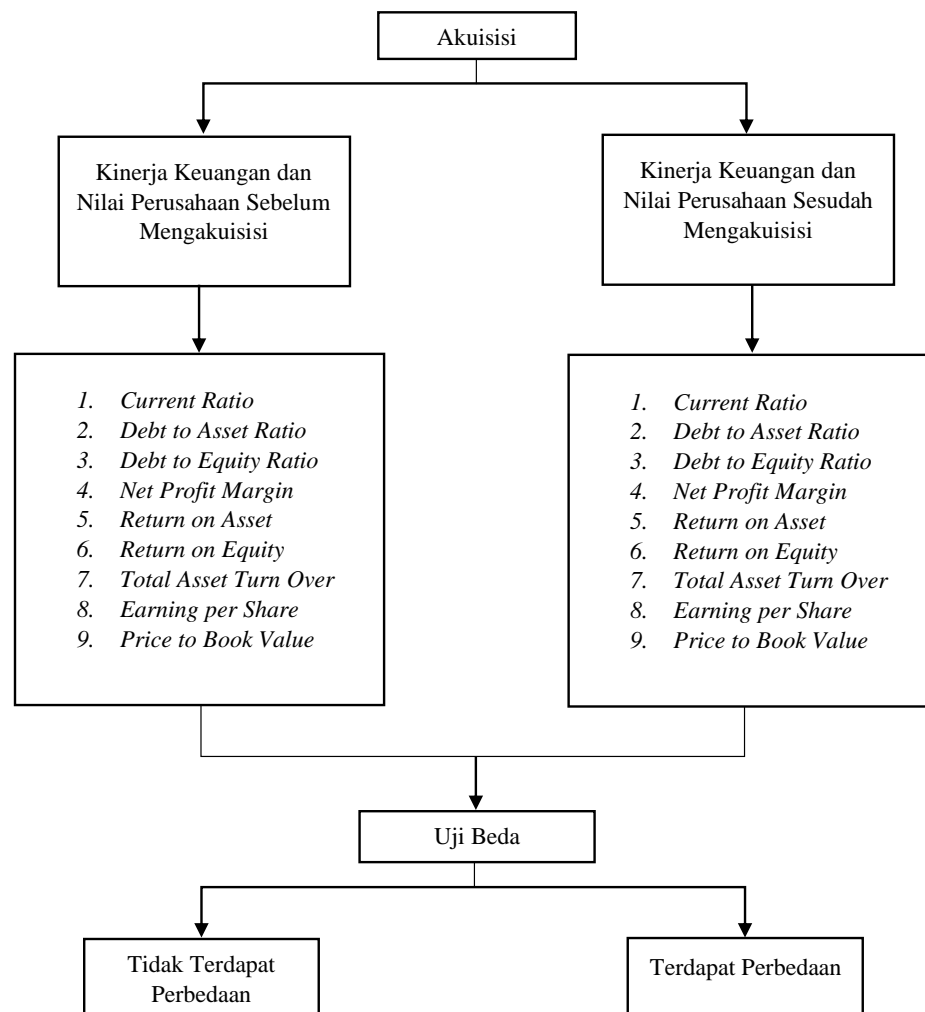 Akuisisi
Kinerja Keuangan dan
Nilai Perusahaan Sebelum
Mengakuisisi
Kinerja Keuangan dan
Nilai Perusahaan Sesudah
Mengakuisisi
1. Current Ratio
2. Debt to Asset Ratio
3. Debt to Equity Ratio
4. Net Profit Margin
5. Return on Asset
6. Return on Equity
7. Total Asset Turn Over
8. Earning per Share
9. Price to Book Value
1. Current Ratio
2. Debt to Asset Ratio
3. Debt to Equity Ratio
4. Net Profit Margin
5. Return on Asset
6. Return on Equity
7. Total Asset Turn Over
8. Earning per Share
9. Price to Book Value
Uji Beda
Tidak Terdapat
Perbedaan
Terdapat Perbedaan